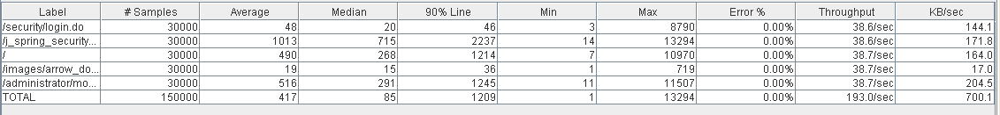 Label # Samples Average Median 90% Line Min Max Error % Throughput KB/sec
/security/login.do 30000 48 20 46 3 8790 0.00% 38.6/sec 144.1
/j_spring_security... 30000 1013 715 2237 14 13294 0.00% 38.6/sec 171.8
/ 30000 490 268 1214 7 10970 0.00% 38.7/sec 164.0
/images/arrow_do... 30000 19 15 36 1 719 0.00% 38.7/sec 17.0
/administrator/mo... 30000 516 291 1245 11 11507 0.00% 38.7/sec 204.5
TOTAL 150000 417 85 1209 1 13294 0.00% 193.0/sec 700.1